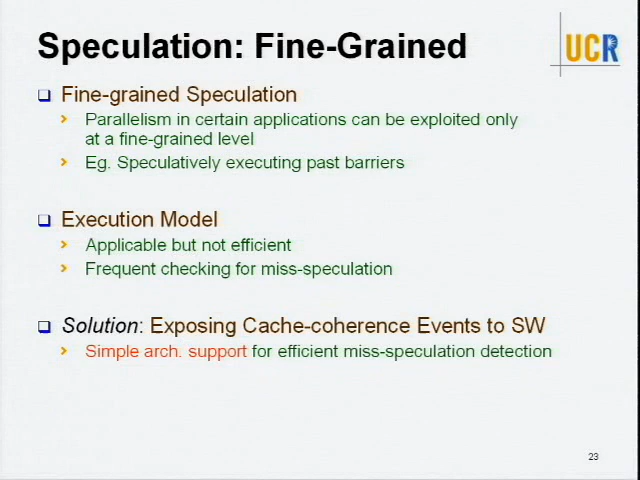 Speculation: Fine-Grained
UCR
Fine-grained Speculation
Parallelism in certain applications can be exploited only
at a fine-grained level
Eg. Speculatively executing past barriers
Execution Model
Applicable but not efficient
Frequent checking for miss-speculation
Solution: Exposing Cache-coherence Events to SW
Simple arch. support for efficient miss-speculation detection
23